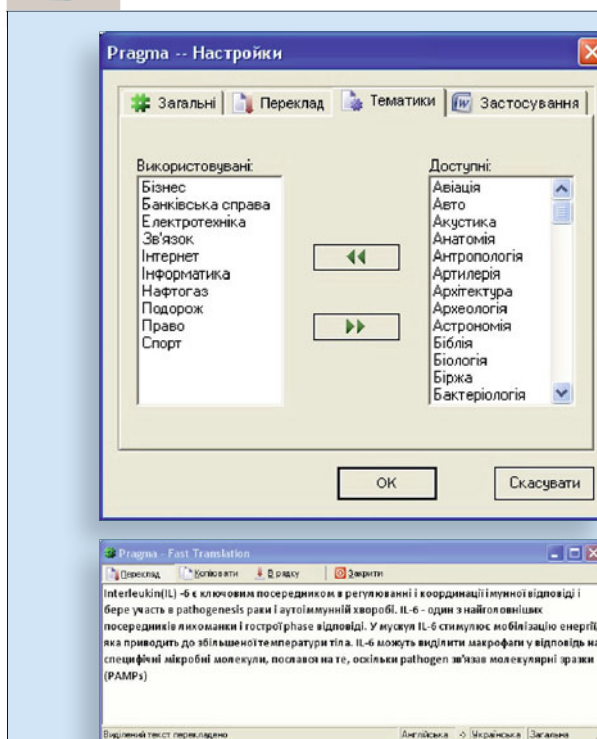 Pragma -- Настройки
Загальні Переклад Тематики Застосування
Використовувані: Доступні:
Бізнес Авіація
Банківська справа Авто
Електротехніка Акустика
Зв'язок Анатомія
Інтернет Антропологія
Інформатика Артилерія
Нафтогаз Архітектура
Подорож Археологія
Право Астрономія
Спорт Біблія
Біологія
Біржа
Бактеріологія
OK Скасувати
Pragma - Fast Translation
Переклад Копіювати В рядку Закрити
Interleukin(IL) -6 є ключовим посередником в регулюванні і координації імунної відповіді і
бере участь в pathogenesis раки і аутоіммунній хворобі. IL-6 - один з найголовніших
посередників лихоманки і гострої phase відповіді. У мускул IL-6 стимулює мобілізацію енергії,
яка приводить до збільшеної температури тіла. IL-6 можуть виділити макрофаги у відповідь на
специфічні мікробні молекули, послався на те, оскільки pathogen зв'язав молекулярні зразки
(PAMPs)
Виділений текст перекладено Англійська -> Українська Загальна